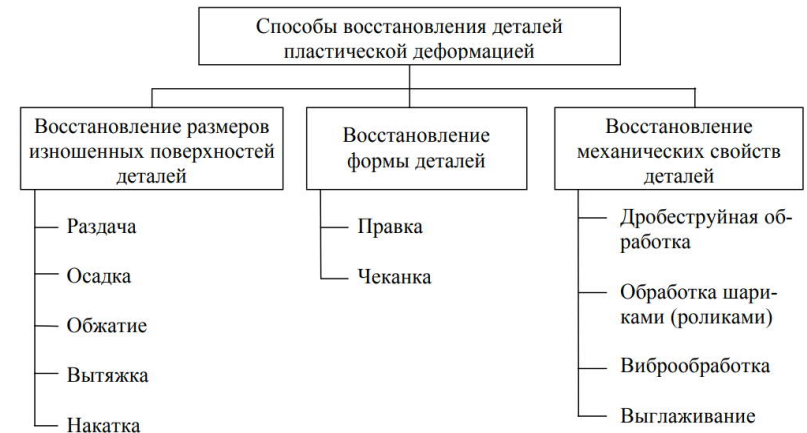 Способы восстановления деталей
пластической деформацией
Восстановление размеров
изношенных поверхностей
деталей
Раздача
Осадка
Обжатие
Вытяжка
Накатка
Восстановление
формы деталей
Правка
Чеканка
Восстановление
механических свойств
деталей
Дробеструйная об-
работка
Обработка шари-
ками (роликами)
Виброобработка
Выглаживание